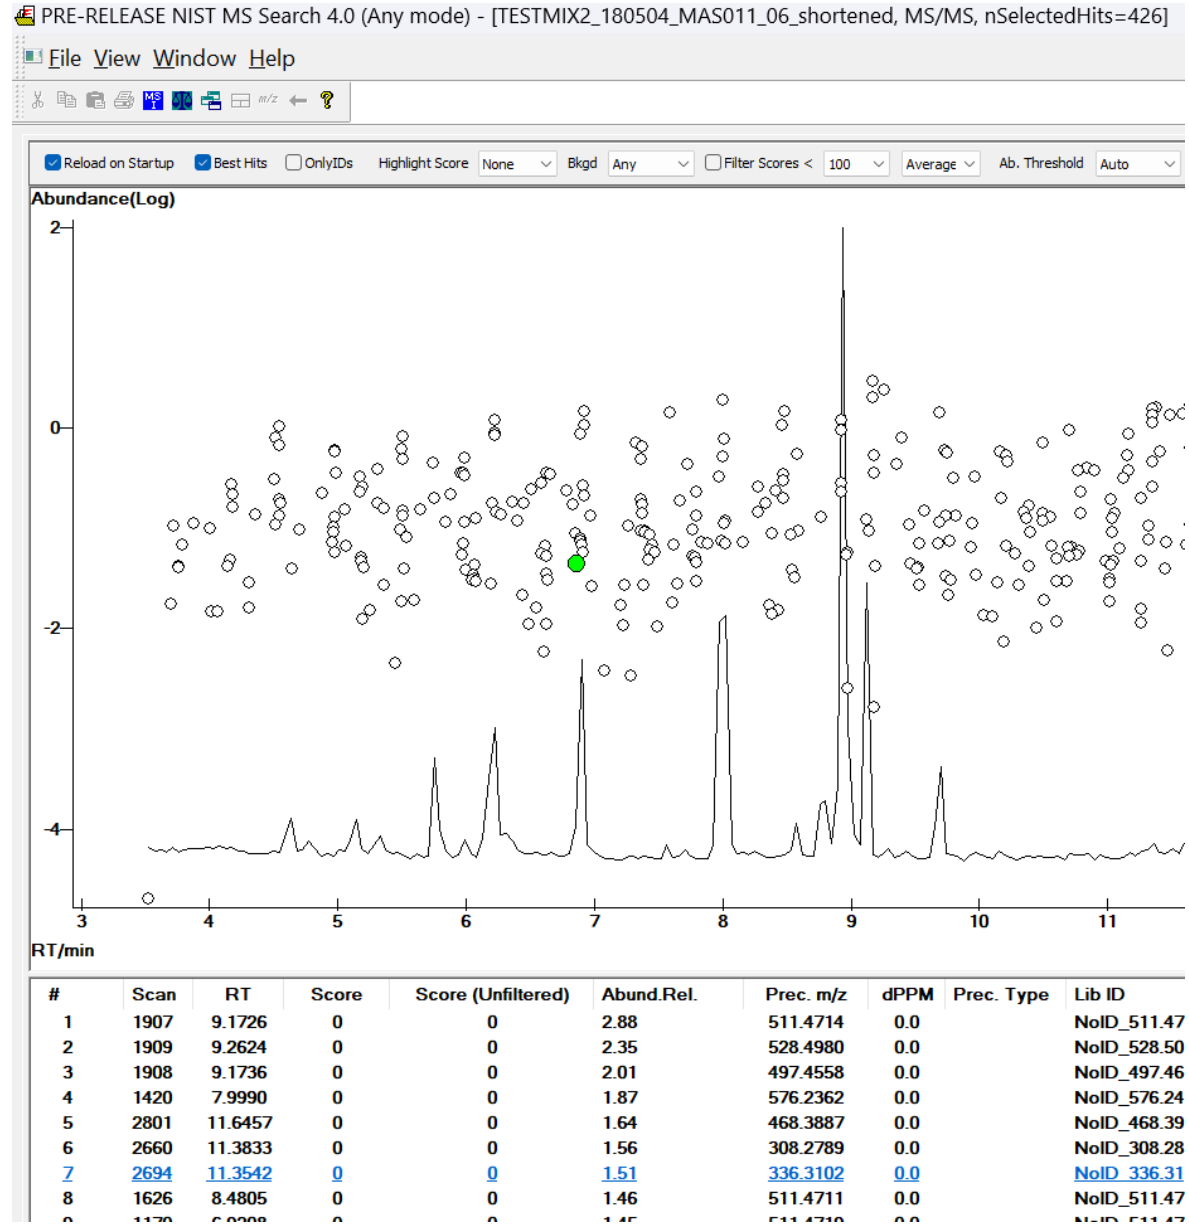 PRE-RELEASE NIST MS Search 4.0 (Any mode) - [TESTMIX2_180504_MAS011_06_shortened, MS/MS, nSelectedHits=426]
File View Window Help
MS I m/z ?
Reload on Startup Best Hits OnlyIDs Highlight Score None Bkgd Any Filter Scores < 100 Average Ab. Threshold Auto
Abundance(Log)
2
0
-2
-4
3 4 5 6 7 8 9 10 11
RT/min
# Scan RT Score Score (Unfiltered) Abund.Rel. Prec. m/z dPPM Prec. Type Lib ID
1 1907 9.1726 0 0 2.88 511.4714 0.0 NoID_511.47
2 1909 9.2624 0 0 2.35 528.4980 0.0 NoID_528.50
3 1908 9.1736 0 0 2.01 497.4558 0.0 NoID_497.46
4 1420 7.9990 0 0 1.87 576.2362 0.0 NoID_576.24
5 2801 11.6457 0 0 1.64 468.3887 0.0 NoID_468.39
6 2660 11.3833 0 0 1.56 308.2789 0.0 NoID_308.28
7 2694 11.3542 0 0 1.51 336.3102 0.0 NoID_336.31
8 1626 8.4805 0 0 1.46 511.4711 0.0 NoID_511.47